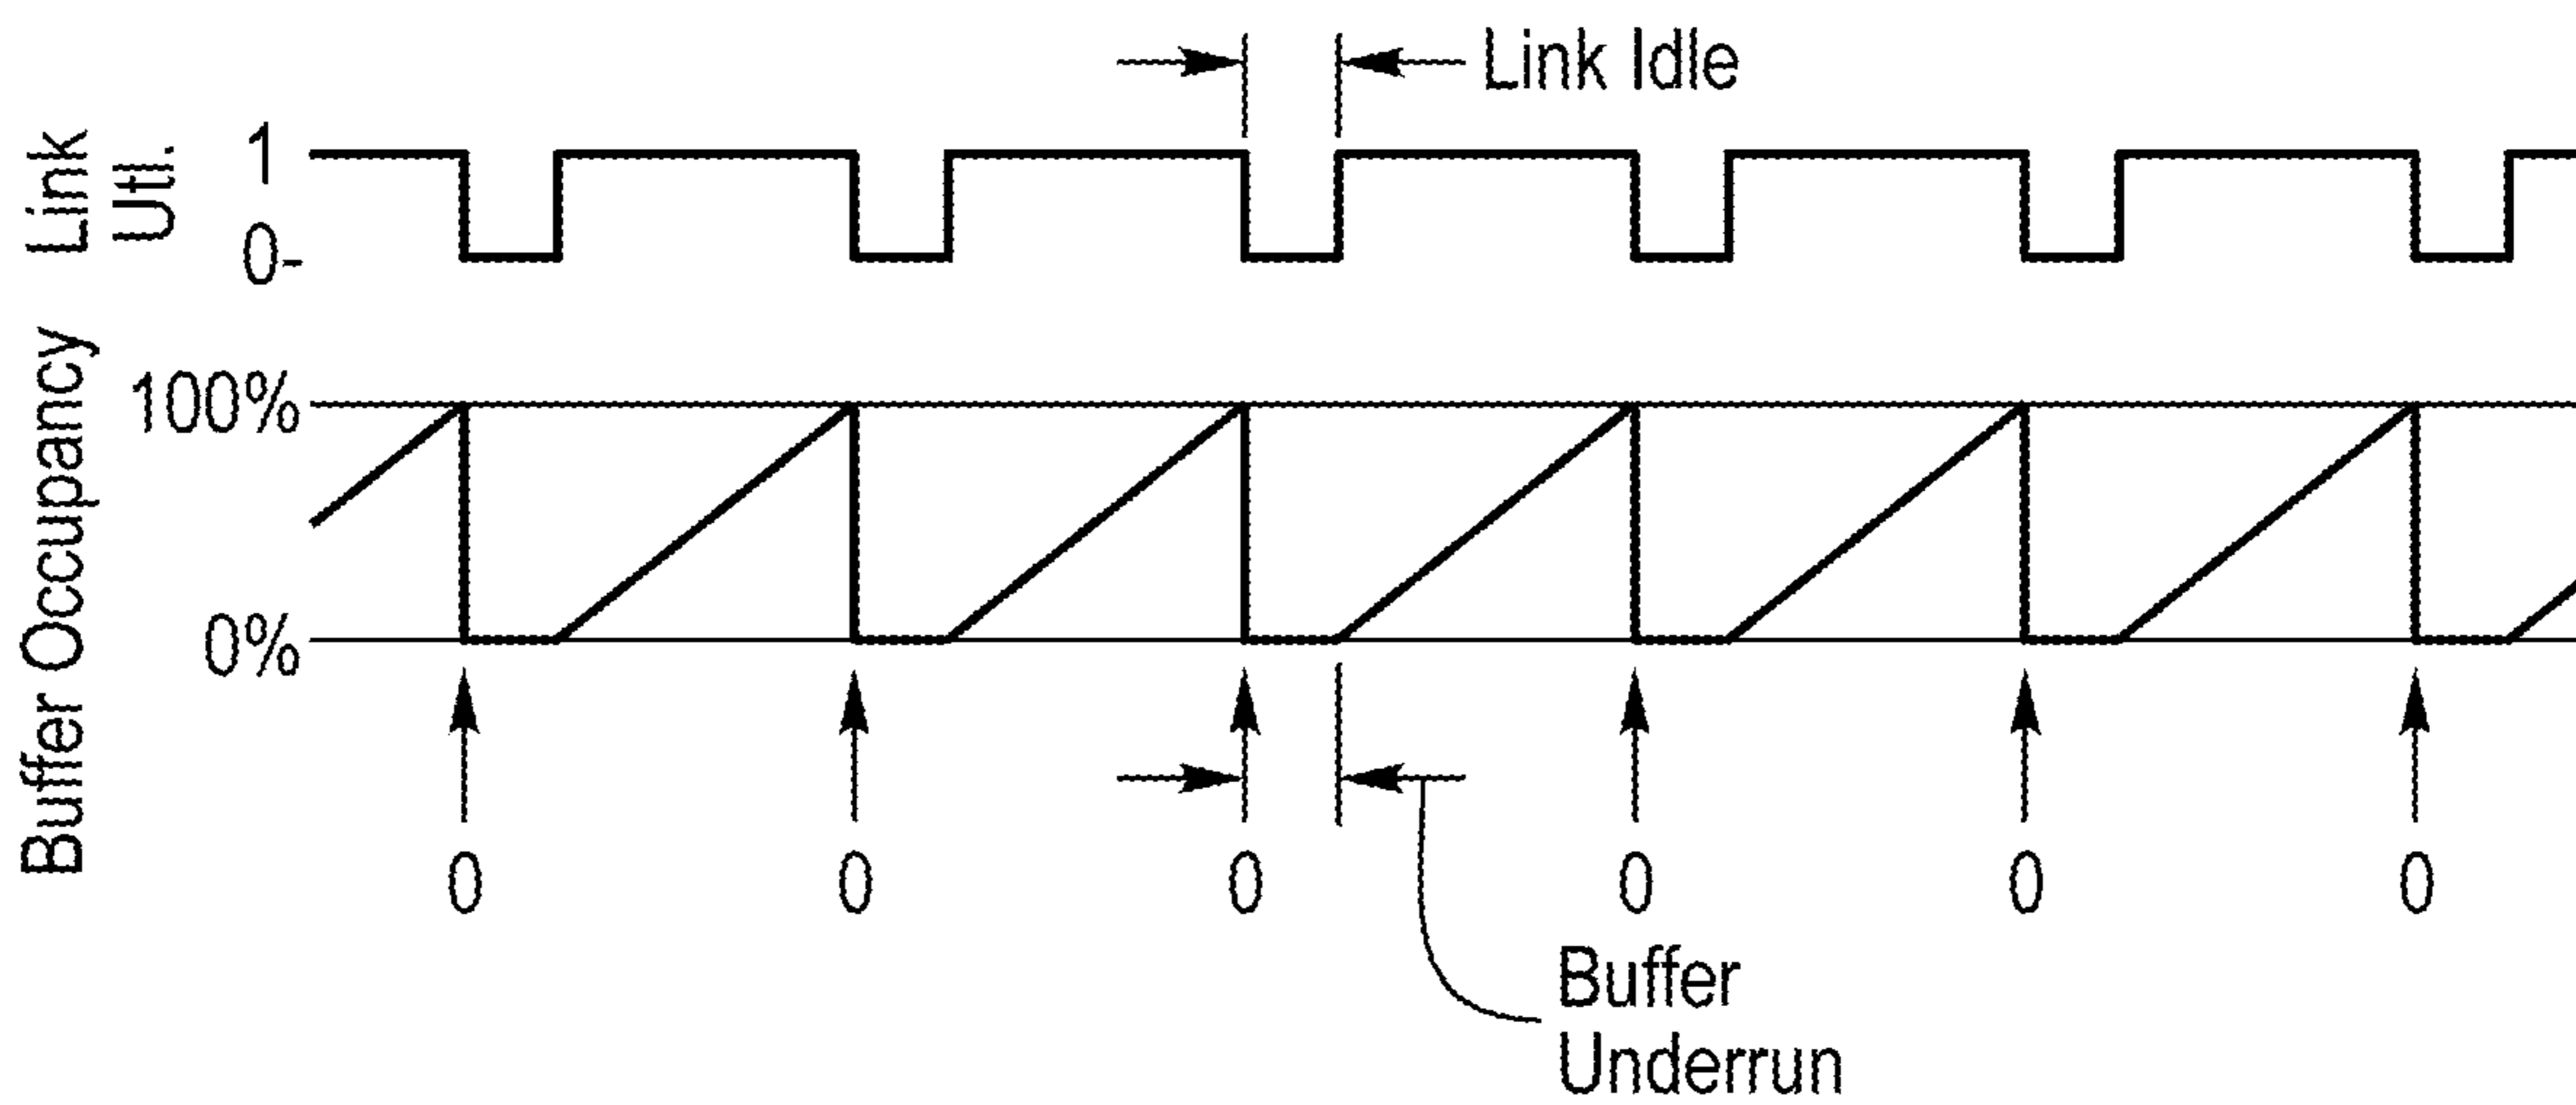 Link Idle
Link
Utl.
1
0-
Buffer Occupancy
100%
0%
0 0 0 0 0 0
Buffer
Underrun